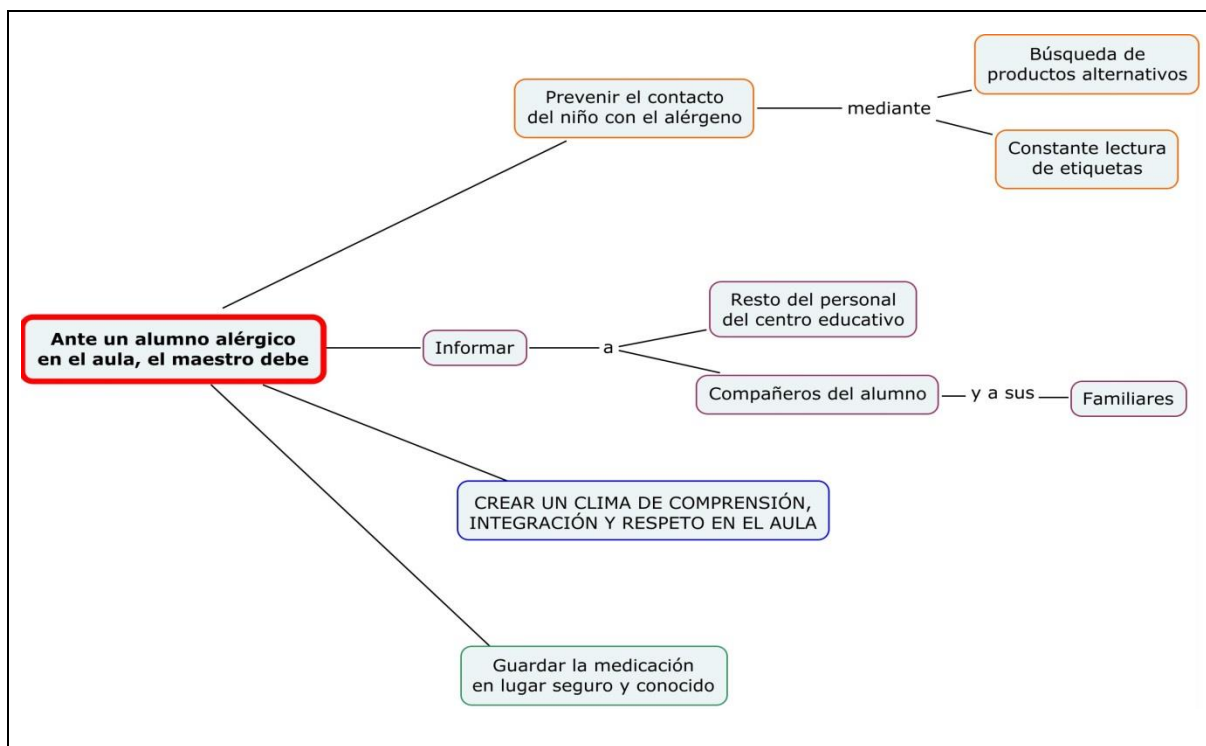 Búsqueda de
productos alternativos
Prevenir el contacto
del niño con el alérgeno
mediante
Constante lectura
de etiquetas
Resto del personal
del centro educativo
Ante un alumno alérgico
en el aula, el maestro debe
Informar
a
Compañeros del alumno
y a sus
Familiares
CREAR UN CLIMA DE COMPRENSIÓN,
INTEGRACIÓN Y RESPETO EN EL AULA
Guardar la medicación
en lugar seguro y conocido